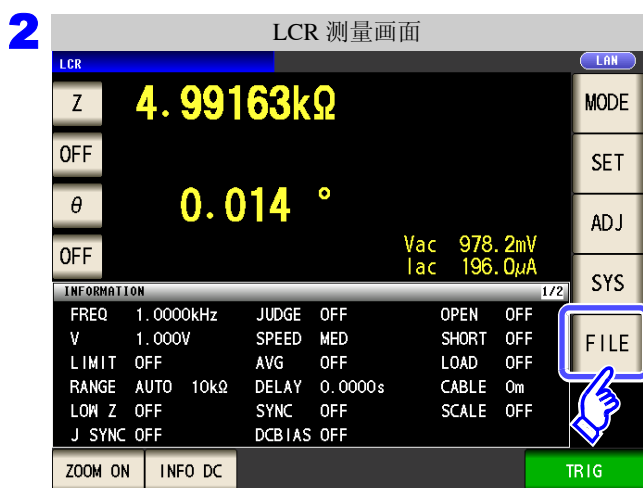 2
LCR 测量画面
LCR
LAN
Z 4.99163kΩ
MODE
OFF
SET
θ 0.014 °
ADJ
OFF
Vac 978.2mV
Iac 196.0µA
SYS
INFORMATION 1/2
FREQ 1.0000kHz JUDGE OFF OPEN OFF
V 1.000V SPEED MED SHORT OFF
FILE
LIMIT OFF AVG OFF LOAD OFF
RANGE AUTO 10kΩ DELAY 0.0000s CABLE 0m
LOW Z OFF SYNC OFF SCALE OFF
J SYNC OFF DCBIAS OFF
ZOOM ON INFO DC TRIG